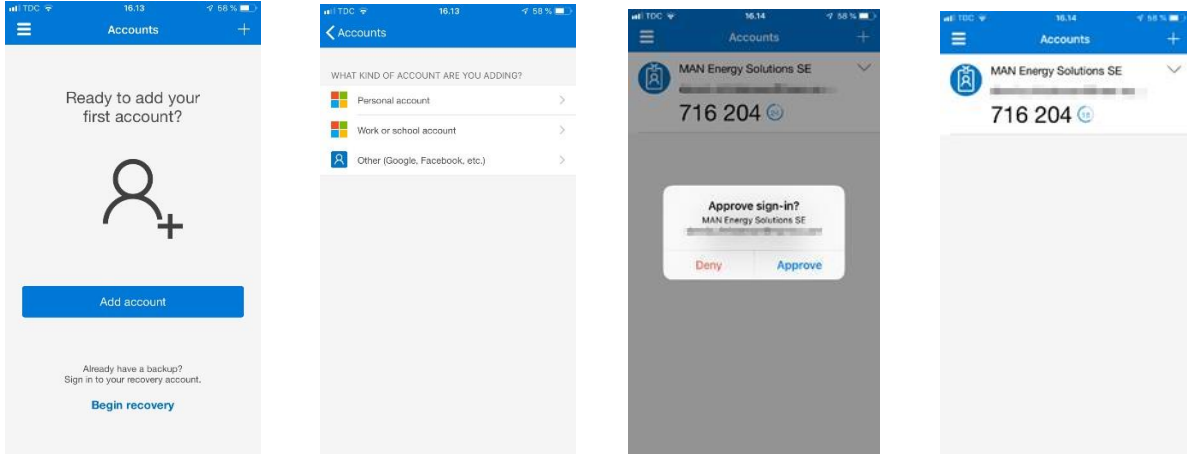 TDC 16.13 58 %
Accounts
Ready to add your
first account?
Add account
Already have a backup?
Sign in to your recovery account.
Begin recovery
TDC 16.13 58 %
Accounts
WHAT KIND OF ACCOUNT ARE YOU ADDING?
Personal account
Work or school account
Other (Google, Facebook, etc.)
TDC 16.14 58 %
Accounts
MAN Energy Solutions SE
716 204
Approve sign-in?
MAN Energy Solutions SE
Deny Approve
TDC 16.14 58 %
Accounts
MAN Energy Solutions SE
716 204